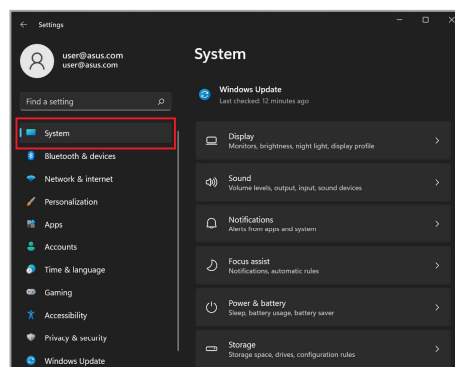 Settings
user@asus.com
user@asus.com
Find a setting
System
Bluetooth & devices
Network & internet
Personalization
Apps
Accounts
Time & language
Gaming
Accessibility
Privacy & security
Windows Update
System
Windows Update
Last checked: 12 minutes ago
Display
Monitors, brightness, night light, display profile
Sound
Volume levels, output, input, sound devices
Notifications
Alerts from apps and system
Focus assist
Notifications, automatic rules
Power & battery
Sleep, battery usage, battery saver
Storage
Storage space, drives, configuration rules